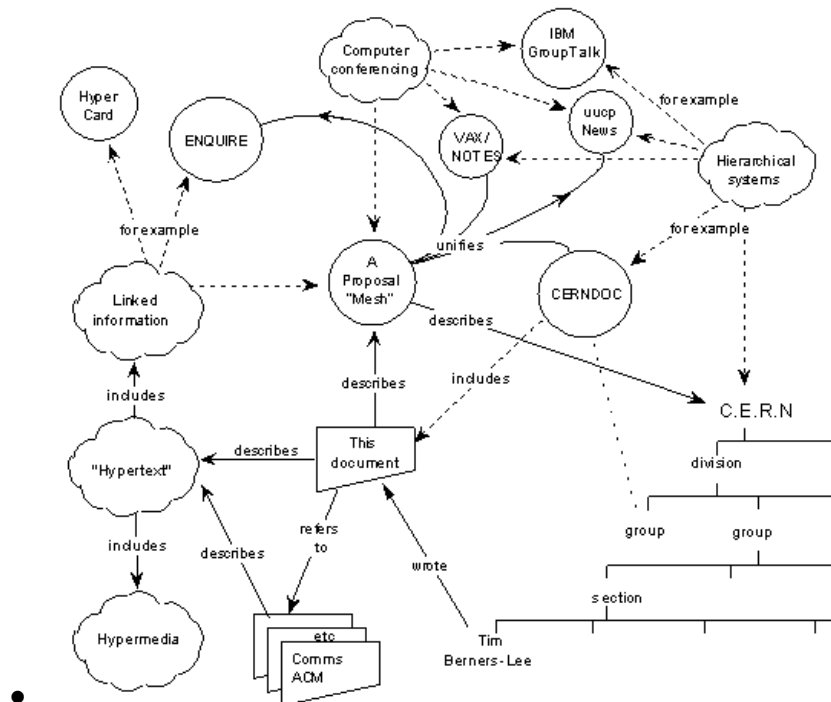 IBM
GroupTalk
Computer
conferencing
Hyper
Card
for example
uucp
News
ENQUIRE
VAX/
NOTES
Hierarchical
systems
for example
unifies
for example
A
Proposal
"Mesh"
CERNDOC
Linked
information
describes
includes
describes
includes
C.E.R.N
This
document
describes
division
"Hypertext"
refers
to
group
group
includes
describes
wrote
section
Hypermedia
etc
Tim
Berners-Lee
Comms
ACM